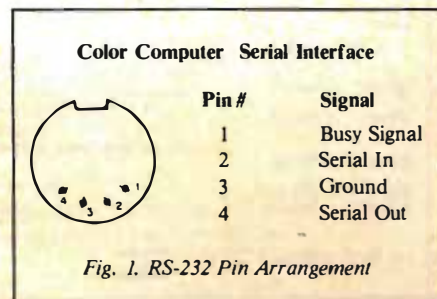 Color Computer Serial Interface
Pin # Signal
1 Busy Signal
2 Serial In
3 Ground
4 Serial Out
4 3 2 1
Fig. 1. RS-232 Pin Arrangement